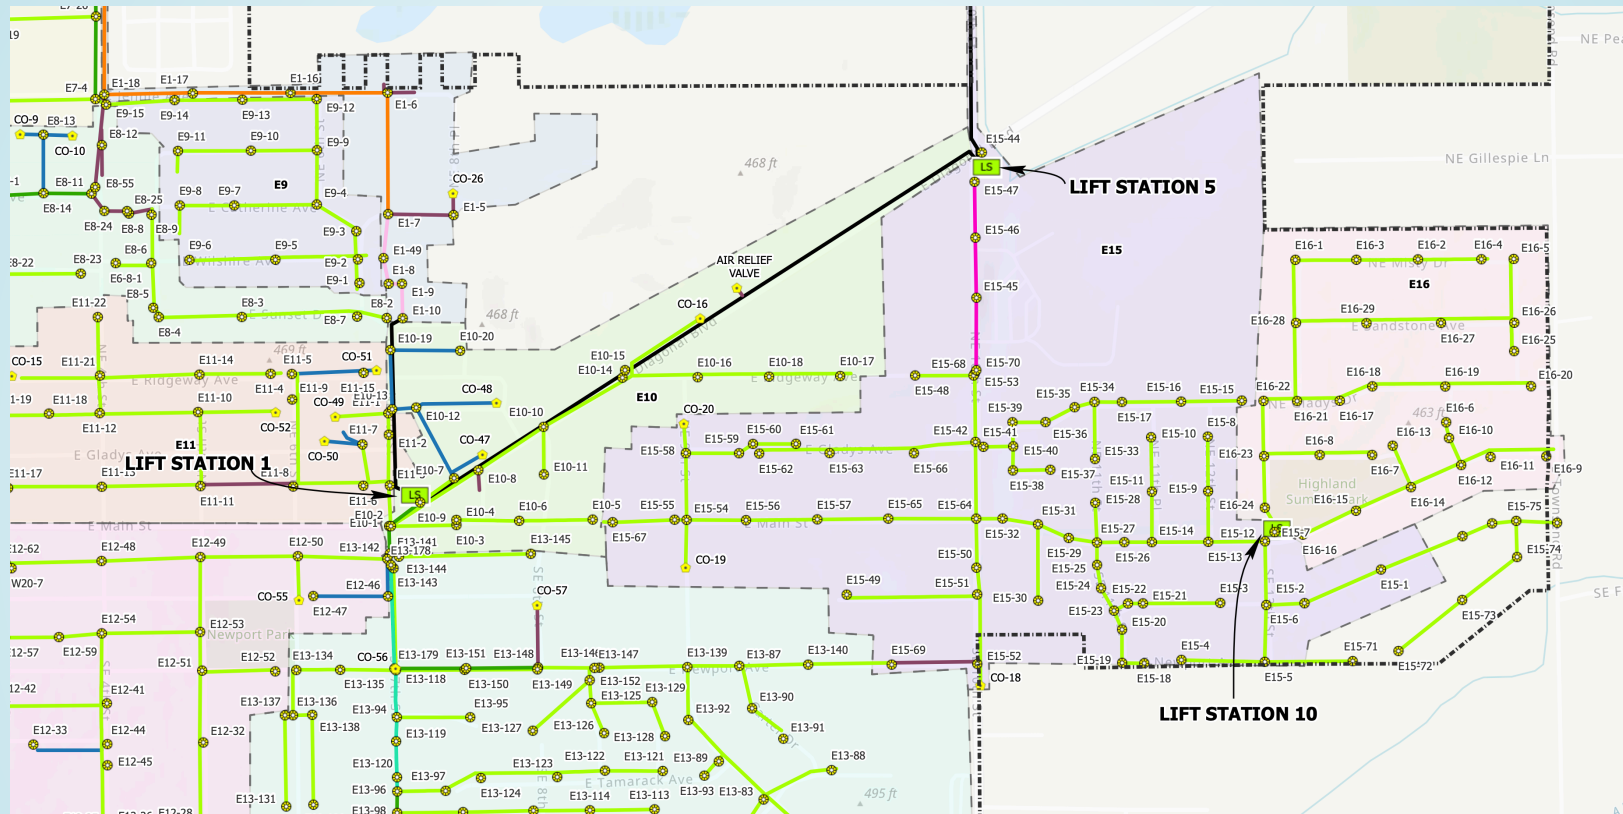 E7-4
E1-18
E1-17
E1-16
E1-6
E9-15
E9-14
E9-13
E9-12
CO-9
E8-13
E8-12
E9-11
E9-10
E9-9
CO-10
E8-11
E8-55
E9-8
E9-7
E9
E9-4
CO-26
E8-14
E8-25
E Catherine Ave
E8-24
E8-8
E8-9
E1-7
E1-5
E9-3
E8-6
E9-6
E9-5
E1-49
E8-22
E8-23
Wilshire Ave
E9-2
E6-8-1
E9-1
E1-8
E8-5
E1-9
E11-22
E8-3
E8-2
E1-10
E8-4
E Sunset D
E8-7
468 ft
468 ft
AIR RELIEF
VALVE
CO-16
Diagonal Blvd
E15-44
LS
LIFT STATION 5
E15-47
E15-46
E15
E15-45
NE Gillespie Ln
NE Pea
E16-1
E16-3
E16-2
E16-4
E16-5
NE Misty Dr
E16
E16-28
E16-29
E Sandstone Ave
E16-27
E16-26
E16-25
E10-19
E10-20
469 ft
CO-15
E11-21
E11-14
E11-5
CO-51
E Ridgeway Ave
E11-4
E11-9
E11-15
E10-13
CO-48
E10-15
E10-14
E10-16
E10-18
E10-17
E Ridgeway Ave
E10
E15-68
E15-70
E15-48
E15-53
E11-18
E11-12
E11-10
CO-52
CO-49
E10-12
E10-10
CO-20
E15-35
E15-34
E15-16
E15-15
E15-39
E15-17
E15-36
E16-22
E16-18
E16-19
E16-20
E16-21
E16-17
463 ft
E11
E Gladys Av
CO-50
E11-7
E11-2
CO-47
E10-7
E10-8
E10-11
E15-58
E15-59
E15-60
E15-61
E Gladys Ave
E15-62
E15-63
E15-66
E15-42
E15-41
E15-40
E15-33
E15-10
E15-8
E15-37
E15-38
E16-23
E16-8
E16-7
E16-13
E16-6
E16-10
E16-11
E16-9
E16-12
LIFT STATION 1
LS
E11-17
E11-13
E11-11
E11-8
E11-6
E10-2
E10-1
E Main St
E10-9
E10-4
E10-3
E10-6
E10-5
E15-67
E15-55
E15-54
E15-56
Main St
E15-57
E15-65
E15-64
E15-32
E15-28
E15-11
E15-9
E15-27
E15-14
E15-26
E15-12
E15-13
E15-7
E16-24
Highland
E16-15
E16-14
E16-16
E15-75
E15-74
E12-62
E12-48
E12-49
E12-50
E13-142
E13-141
E13-178
E13-145
E13-144
E13-143
W20-7
E12-46
CO-55
E12-47
CO-57
CO-19
E15-50
E15-51
E15-49
E15-29
E15-25
E15-24
E15-30
E15-22
E15-21
E15-23
E15-20
E15-3
E15-2
E15-1
E15-6
E15-73
SE F
E12-54
E12-53
Newport Par
E12-57
E12-59
E12-51
E12-52
E13-134
CO-56
E13-179
E13-151
E13-148
E13-147
E13-139
E13-87
E13-140
E15-69
E15-52
CO-18
E15-19
E15-18
E15-4
E15-5
E15-71
E15-72
E13-135
E13-118
E13-150
E13-149
E13-152
E Newport Ave
E12-42
E12-41
E13-137
E13-136
E13-94
E13-95
E13-125
E13-129
E13-90
E12-33
E12-44
E12-32
E13-138
E13-119
E13-127
E13-126
E13-128
E13-92
E13-91
LIFT STATION 10
E12-45
E13-120
E13-123
E13-122
E13-121
E13-89
E13-88
E13-97
E Tamarack Ave
E13-131
E13-96
E13-124
E13-114
E13-113
E13-93
E13-83
495 ft
E12-28
E13-98